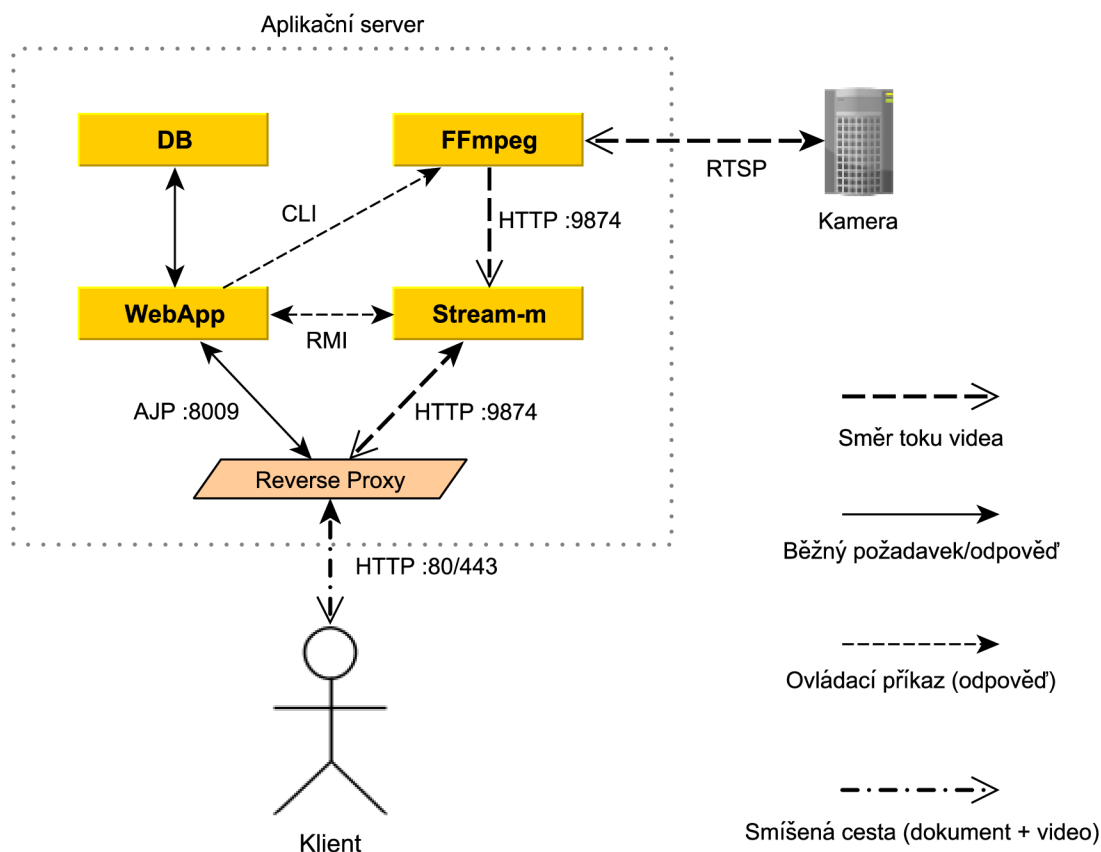 Aplikační server
DB
FFmpeg
RTSP
Kamera
CLI
HTTP :9874
WebApp
RMI
Stream-m
AJP :8009
HTTP :9874
Reverse Proxy
HTTP :80/443
Klient
Směr toku videa
Běžný požadavek/odpověď
Ovládací příkaz (odpověď)
Smíšená cesta (dokument + video)